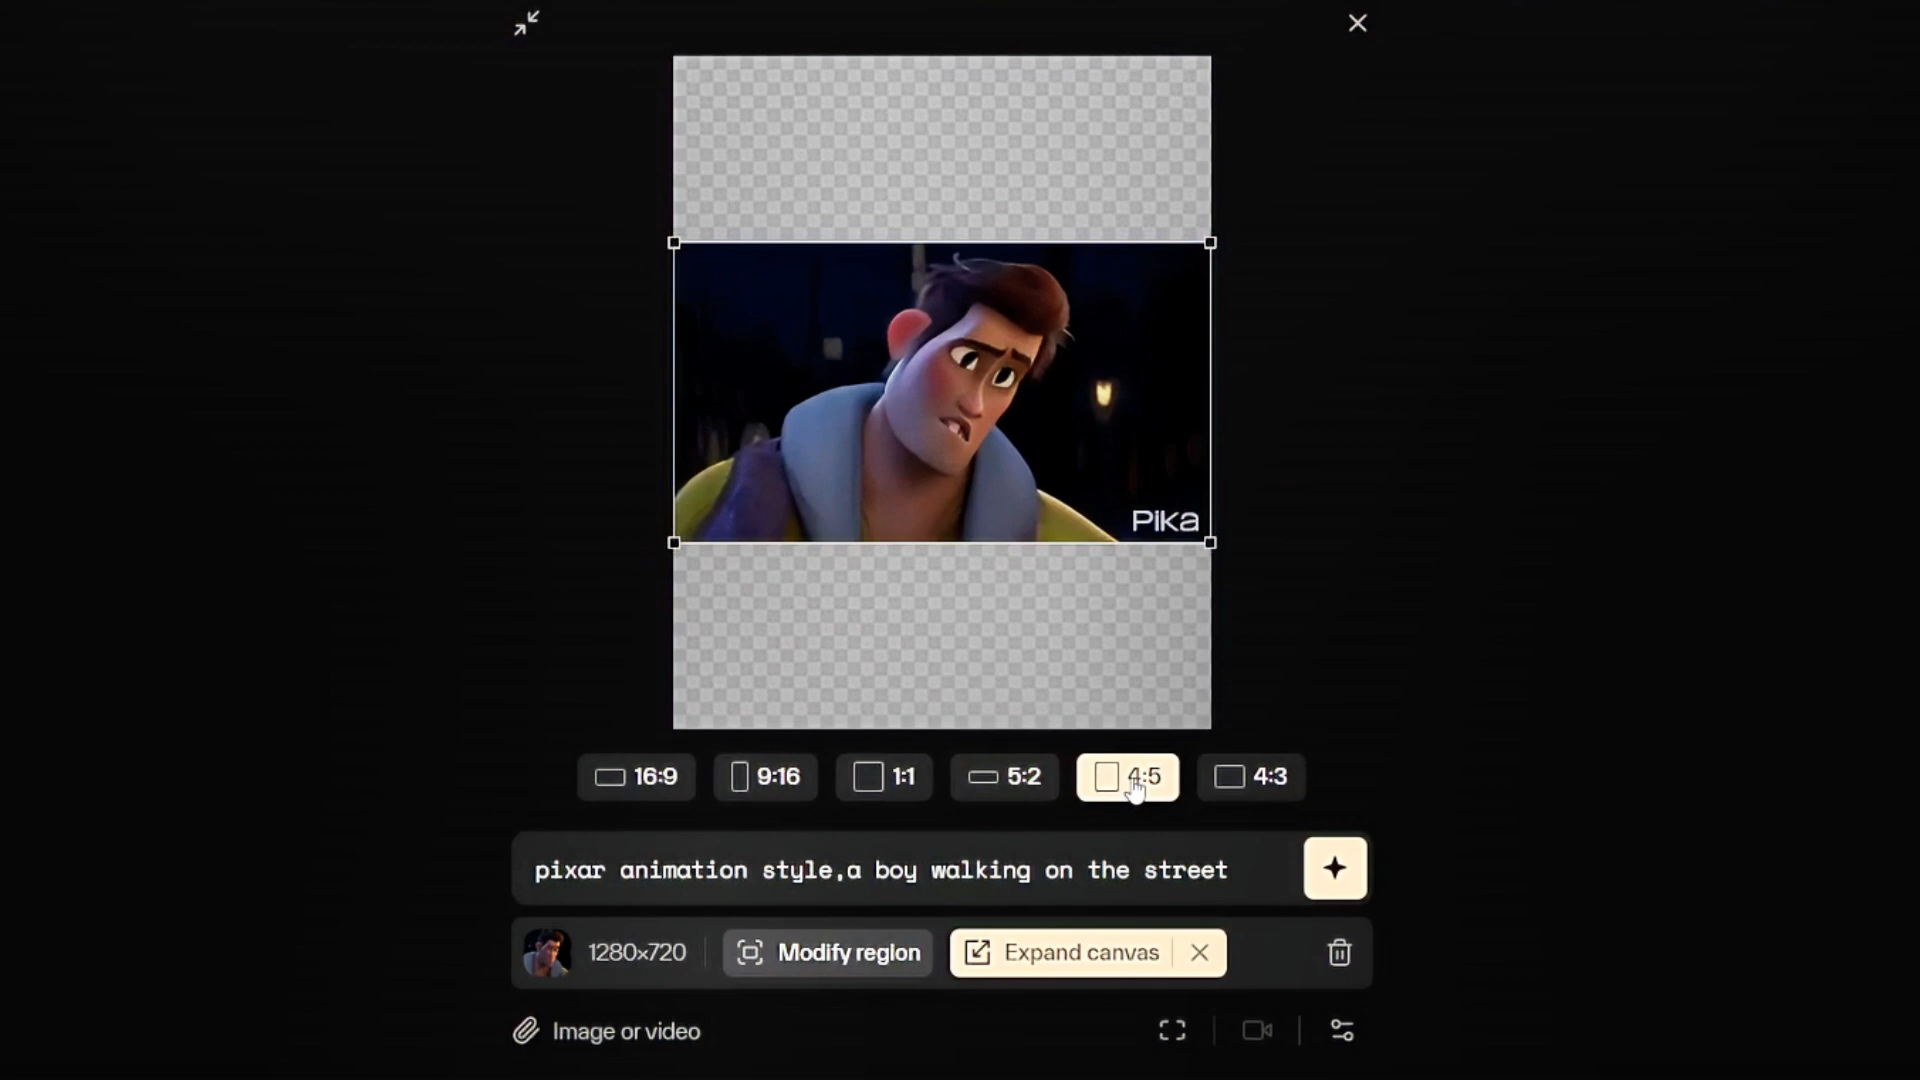 Pika
16:9 9:16 1:1 5:2 4:5 4:3
pixar animation style,a boy walking on the street
1280×720 Modify region Expand canvas
Image or video